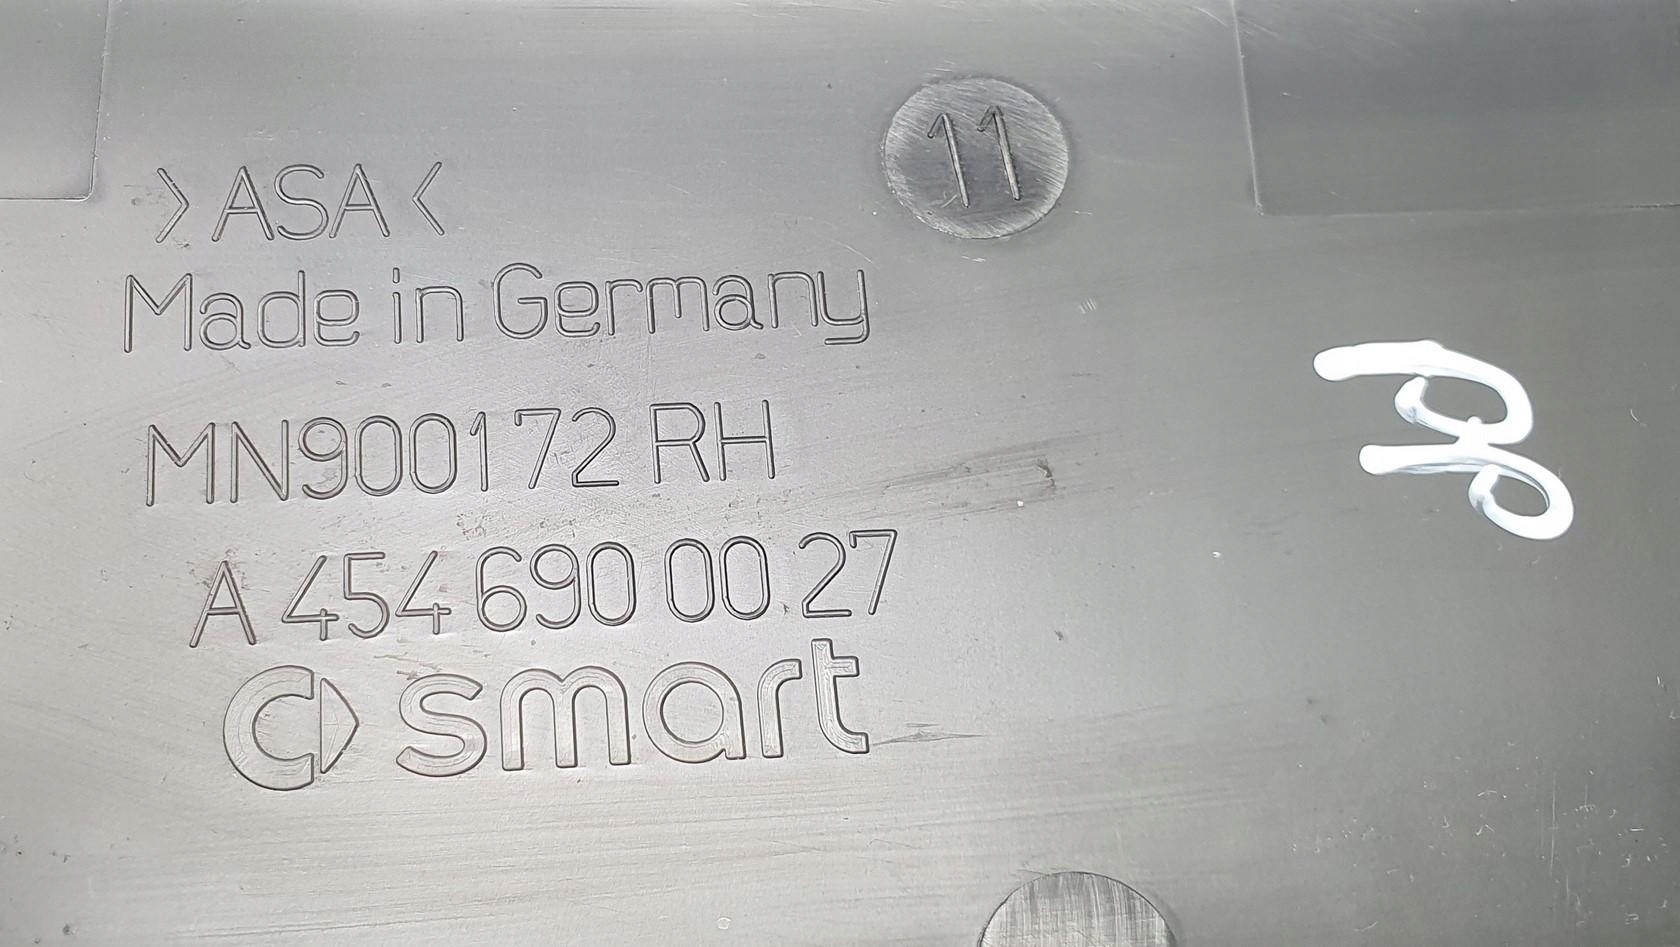 11
>ASA<
Made in Germany
MN900172 RH
A 454 690 00 27
smart